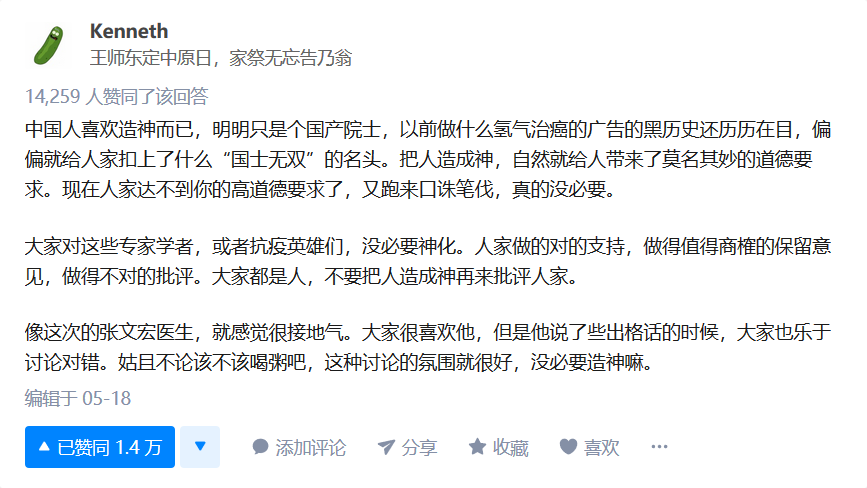 Kenneth
王师东定中原日，家祭无忘告乃翁
14,259 人赞同了该回答
中国人喜欢造神而已，明明只是个国产院士，以前做什么氢气治癌的广告的黑历史还历历在目，偏
偏就给人家扣上了什么“国士无双”的名头。把人造成神，自然就给人带来了莫名其妙的道德要
求。现在人家达不到你的高道德要求了，又跑来口诛笔伐，真的没必要。
大家对这些专家学者，或者抗疫英雄们，没必要神化。人家做的对的支持，做得值得商榷的保留意
见，做得不对的批评。大家都是人，不要把人造成神再来批评人家。
像这次的张文宏医生，就感觉很接地气。大家很喜欢他，但是他说了些出格话的时候，大家也乐于
讨论对错。姑且不论该不该喝粥吧，这种讨论的氛围就很好，没必要造神嘛。
编辑于 05-18
已赞同 1.4 万 添加评论 分享 收藏 喜欢